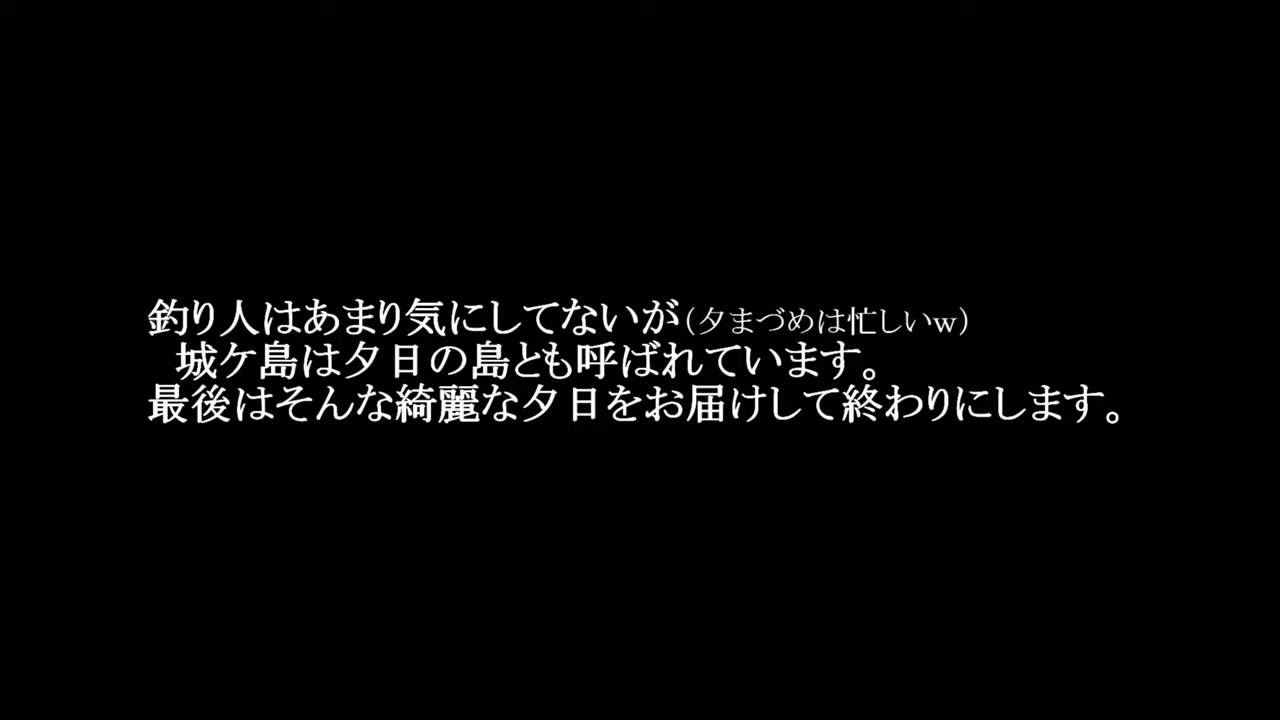 釣り人はあまり気にしてないが（夕まづめは忙しいw）
城ケ島は夕日の島とも呼ばれています。
最後はそんな綺麗な夕日をお届けして終わりにします。